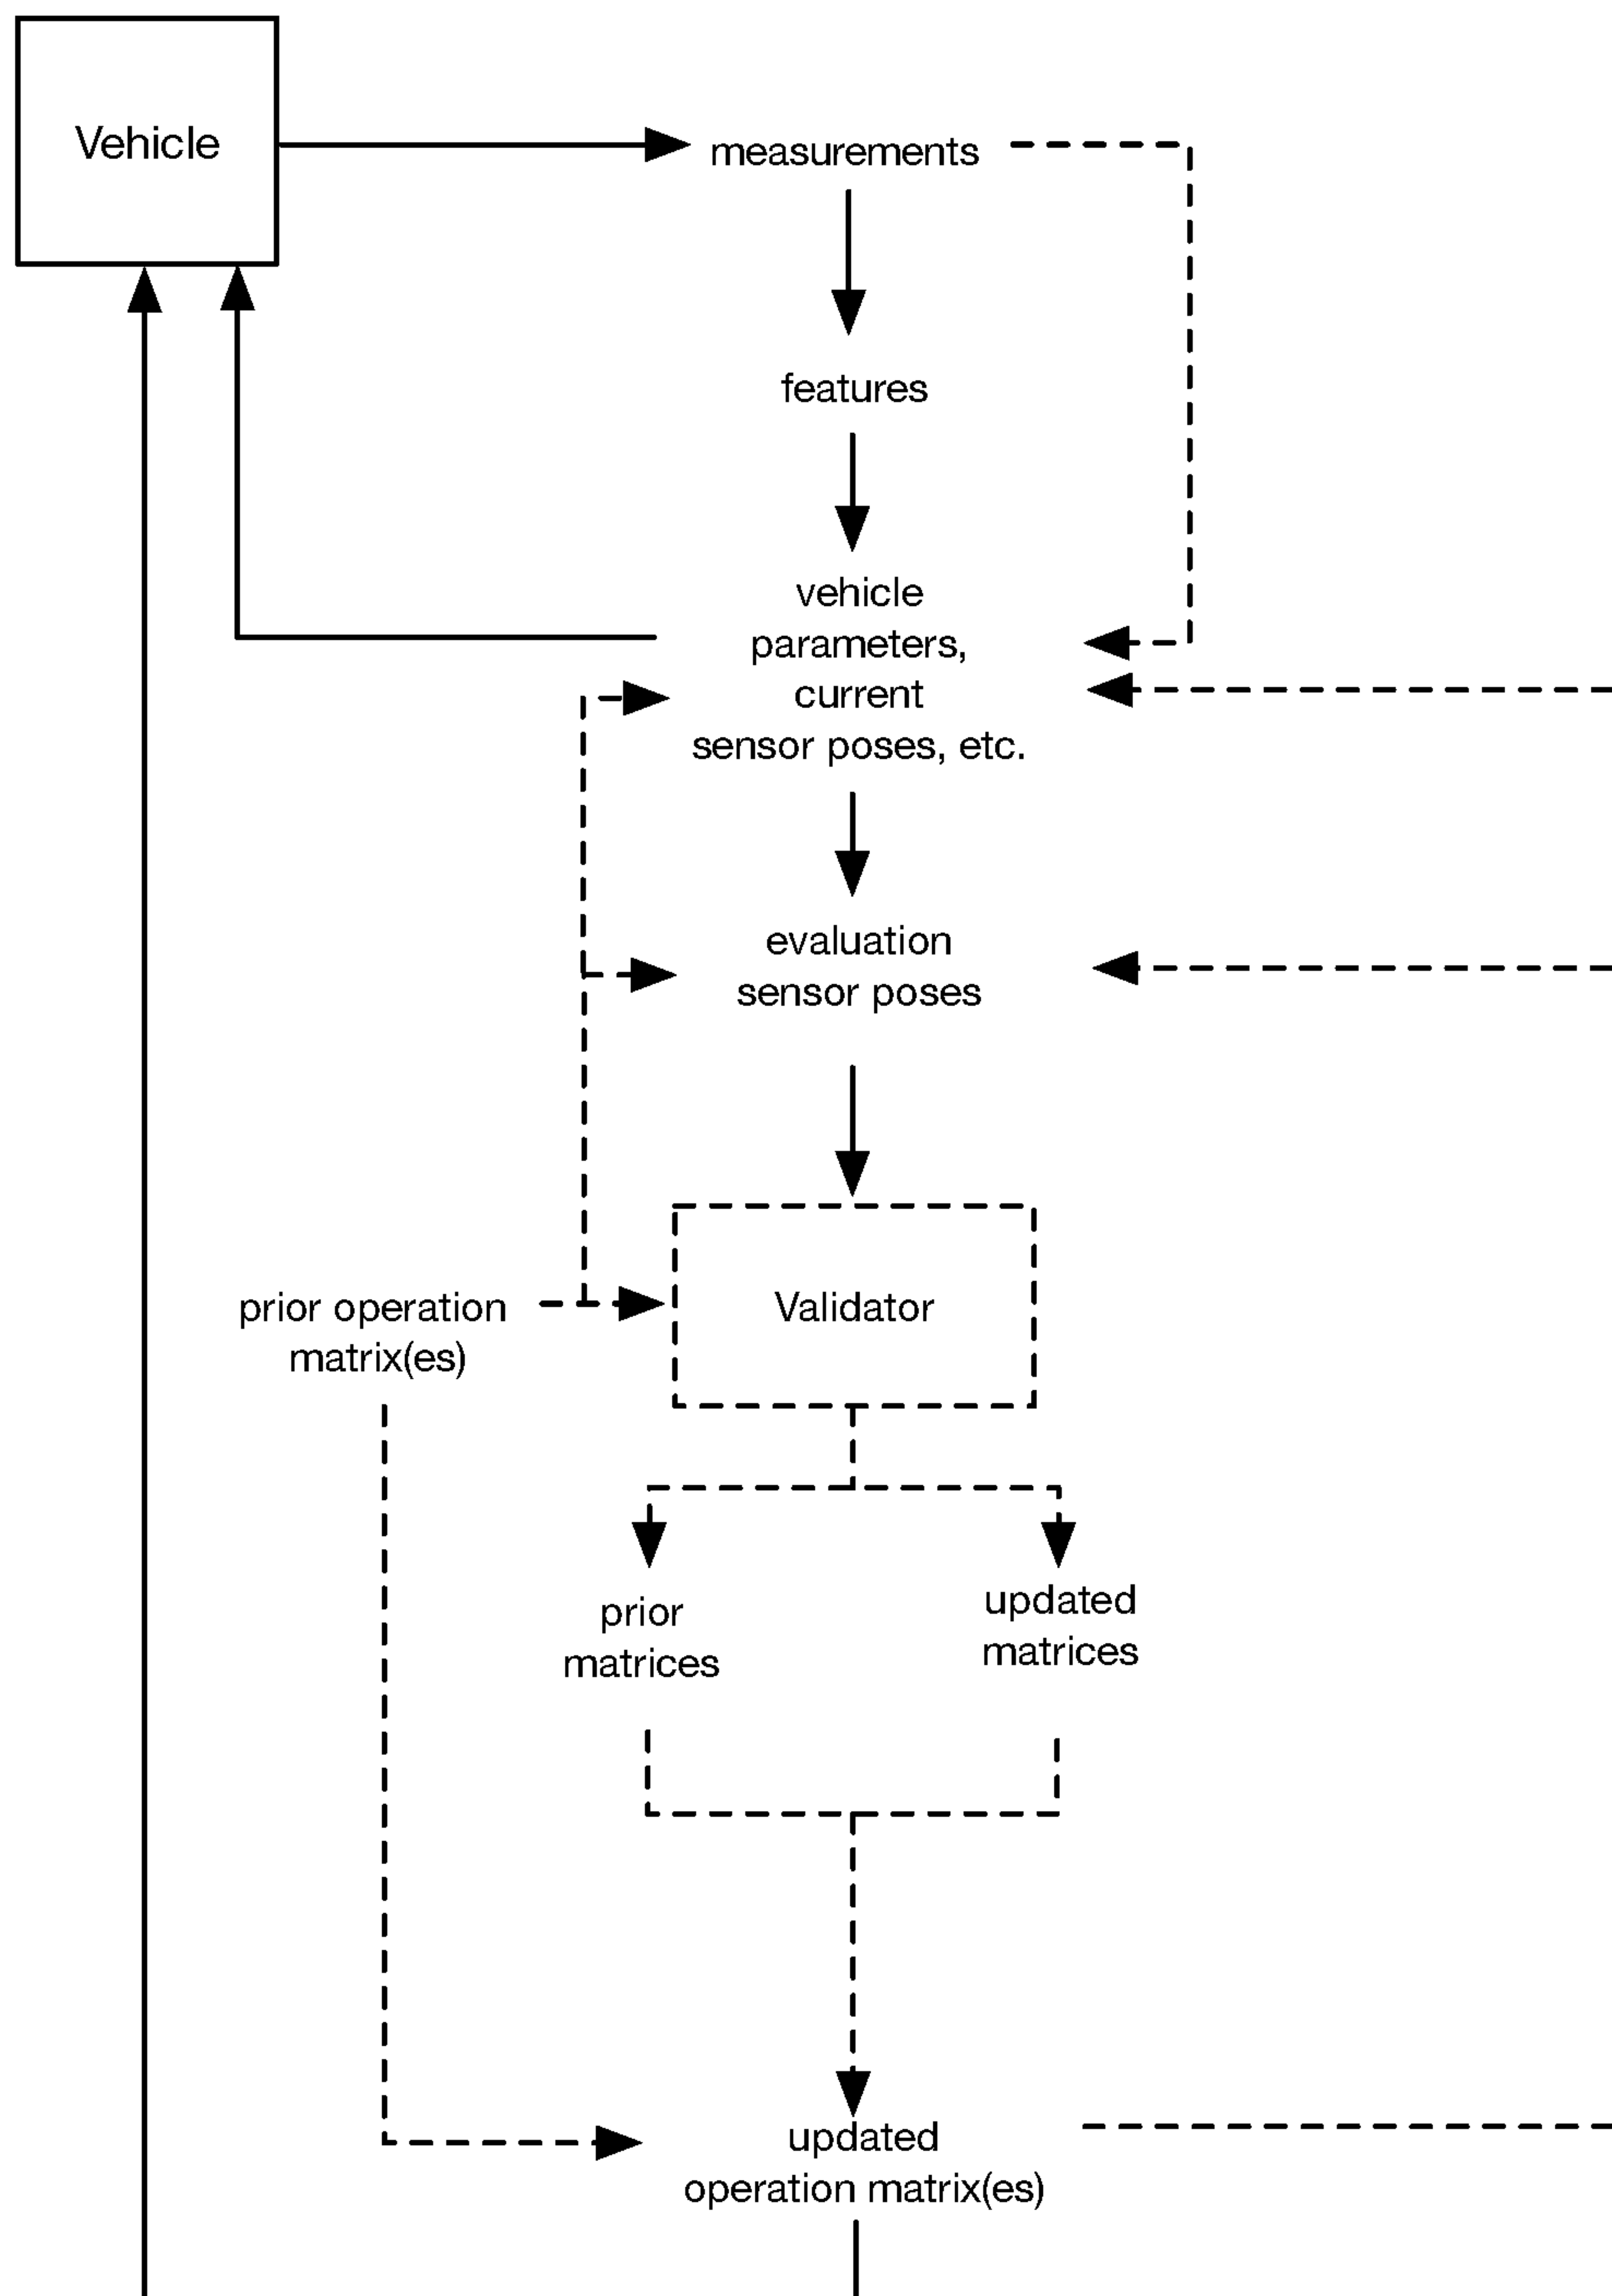 Vehicle
measurements
features
vehicle
parameters,
current
sensor poses, etc.
evaluation
sensor poses
prior operation
matrix(es)
Validator
prior
matrices
updated
matrices
updated
operation matrix(es)